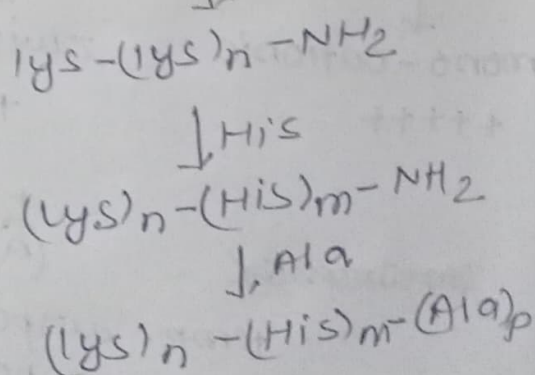 lys-(lys)n-NH2
↓ His
(Lys)n-(His)m-NH2
↓, Ala
(lys)n-(His)m-(Ala)p